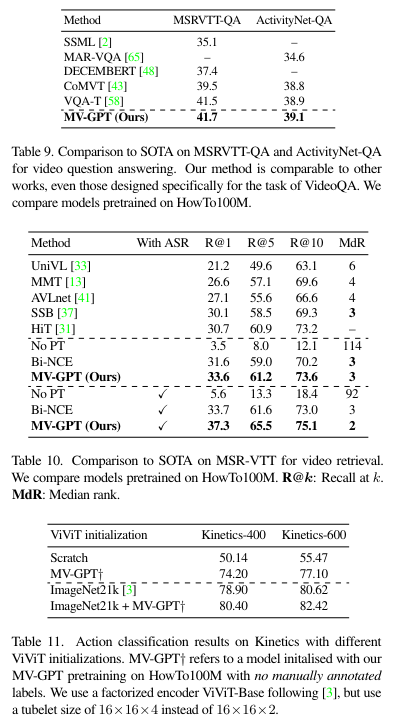 Method MSRVTT-QA ActivityNet-QA
SSML [2] 35.1 –
MAR-VQA [65] – 34.6
DECEMBERT [48] 37.4 –
CoMVT [43] 39.5 38.8
VQA-T [58] 41.5 38.9
MV-GPT (Ours) 41.7 39.1
Table 9. Comparison to SOTA on MSRVTT-QA and ActivityNet-QA
for video question answering. Our method is comparable to other
works, even those designed specifically for the task of VideoQA. We
compare models pretrained on HowTo100M.
Method With ASR R@1 R@5 R@10 MdR
UniVL [33] 21.2 49.6 63.1 6
MMT [13] 26.6 57.1 69.6 4
AVLnet [41] 27.1 55.6 66.6 4
SSB [37] 30.1 58.5 69.3 3
HiT [31] 30.7 60.9 73.2 –
No PT 3.5 8.0 12.1 114
Bi-NCE 31.6 59.0 70.2 3
MV-GPT (Ours) 33.6 61.2 73.6 3
No PT ✓ 5.6 13.3 18.4 92
Bi-NCE ✓ 33.7 61.6 73.0 3
MV-GPT (Ours) ✓ 37.3 65.5 75.1 2
Table 10. Comparison to SOTA on MSR-VTT for video retrieval.
We compare models pretrained on HowTo100M. R@k: Recall at k.
MdR: Median rank.
ViViT initialization Kinetics-400 Kinetics-600
Scratch 50.14 55.47
MV-GPT† 74.20 77.10
ImageNet21k [3] 78.90 80.62
ImageNet21k + MV-GPT† 80.40 82.42
Table 11. Action classification results on Kinetics with different
ViViT initializations. MV-GPT† refers to a model initalised with our
MV-GPT pretraining on HowTo100M with no manually annotated
labels. We use a factorized encoder ViViT-Base following [3], but use
a tubelet size of 16×16×4 instead of 16×16×2.